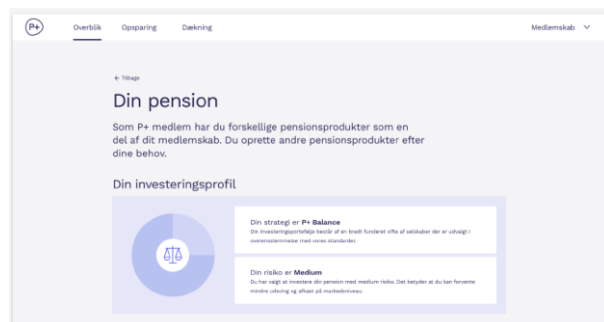 P+
Overblik
Opsparing
Dækning
Medlemskab
← Tilbage
Din pension
Som P+ medlem har du forskellige pensionsprodukter som en
del af dit medlemskab. Du oprette andre pensionsprodukter efter
dine behov.
Din investeringsprofil
Din strategi er P+ Balance
Din investeringsportefølje består af en bredt funderet vifte af selskaber der er udvalgt i
overensstemmelse med vores standarder.
Din risiko er Medium
Du har valgt at investere din pension med medium risiko. Det betyder at du kan forvente
mindre udsving og afkast på markedsniveau.